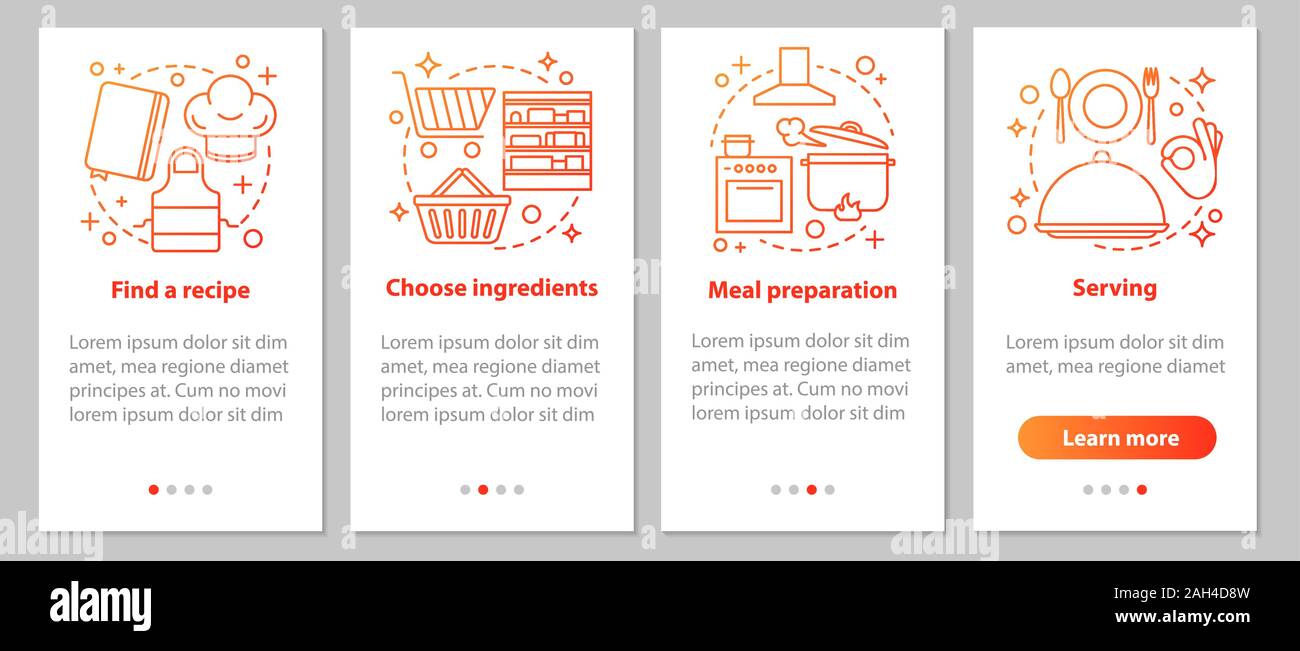 Find a recipe
Lorem ipsum dolor sit dim
amet, mea regione diamet
principes at. Cum no movi
lorem ipsum dolor sit dim
Choose ingredients
Lorem ipsum dolor sit dim
amet, mea regione diamet
principes at. Cum no movi
lorem ipsum dolor sit dim
Meal preparation
Lorem ipsum dolor sit dim
amet, mea regione diamet
principes at. Cum no movi
lorem ipsum dolor sit dim
Serving
Lorem ipsum dolor sit dim
amet, mea regione diamet
Learn more
alamy
alamy
alamy
alamy stock photo
Image ID: 2AH4D8W
www.alamy.com